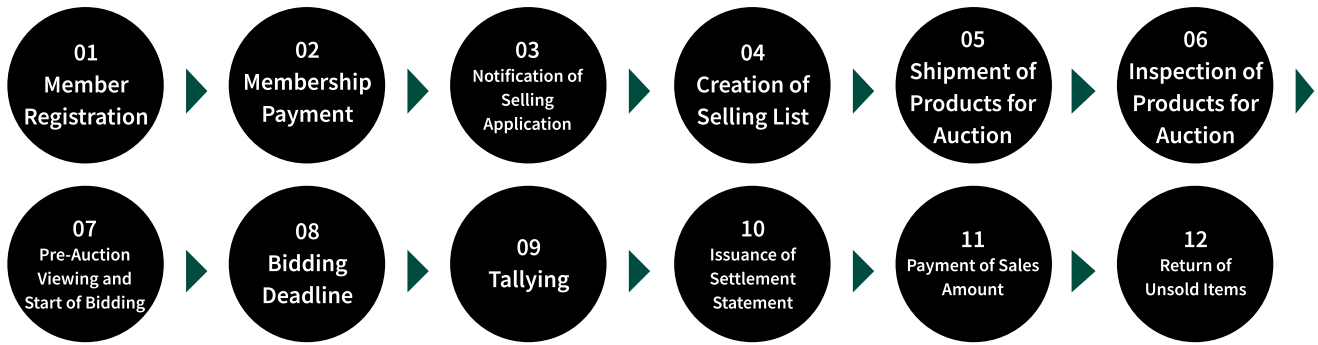 01
Member
Registration
02
Membership
Payment
03
Notification of
Selling
Application
04
Creation of
Selling List
05
Shipment of
Products for
Auction
06
Inspection of
Products for
Auction
07
Pre-Auction
Viewing and
Start of Bidding
08
Bidding
Deadline
09
Tallying
10
Issuance of
Settlement
Statement
11
Payment of Sales
Amount
12
Return of
Unsold Items